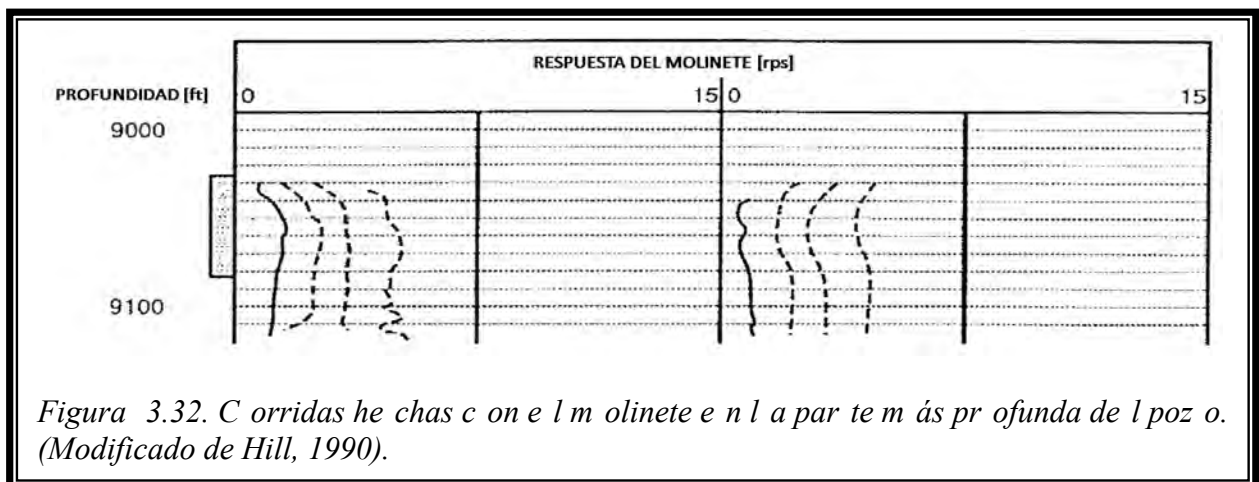 RESPUESTA DEL MOLINETE [rps]
PROFUNDIDAD [ft] 0 15 0 15
9000
9100
Figura 3.32. C orridas he chas c on e l m olinete e n l a par te m ás pr ofunda de l poz o.
(Modificado de Hill, 1990).